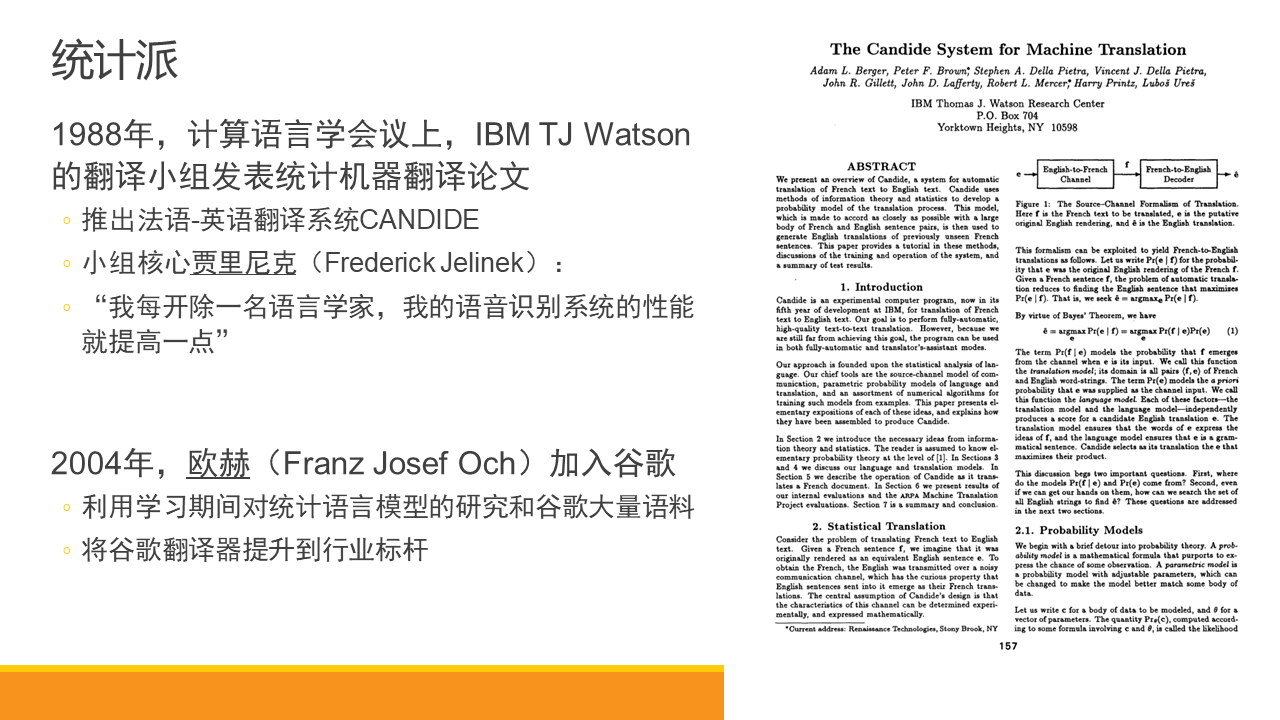 统计派
1988年，计算语言学会议上，IBM TJ Watson
的翻译小组发表统计机器翻译论文
◦ 推出法语-英语翻译系统CANDIDE
◦ 小组核心贾里尼克（Frederick Jelinek）：
◦ “我每开除一名语言学家，我的语音识别系统的性能
就提高一点”
2004年，欧赫（Franz Josef Och）加入谷歌
◦ 利用学习期间对统计语言模型的研究和谷歌大量语料
◦ 将谷歌翻译器提升到行业标杆
The Candide System for Machine Translation
Adam L. Berger, Peter F. Brown,* Stephen A. Della Pietra, Vincent J. Della Pietra,
John R. Gillett, John D. Lafferty, Robert L. Mercer,* Harry Printz, Luboš Ureš
IBM Thomas J. Watson Research Center
P.O. Box 704
Yorktown Heights, NY 10598
ABSTRACT
We present an overview of Candide, a system for automatic
translation of French text to English text. Candide uses
methods of information theory and statistics to develop a
probability model of the translation process. This model,
which is made to accord as closely as possible with a large
body of French and English sentence pairs, is then used to
generate English translations of previously unseen French
sentences. This paper provides a tutorial in these methods,
discussions of the training and operation of the system, and
a summary of test results.
1. Introduction
Candide is an experimental computer program, now in its
fifth year of development at IBM, for translation of French
text to English text. Our goal is to perform fully-automatic,
high-quality text-to-text translation. However, because we
are still far from achieving this goal, the program can be used
in both fully-automatic and translator's-assistant modes.
Our approach is founded upon the statistical analysis of lan-
guage. Our chief tools are the source-channel model of com-
munication, parametric probability models of language and
translation, and an assortment of numerical algorithms for
training such models from examples. This paper presents el-
ementary expositions of each of these ideas, and explains how
they have been assembled to produce Candide.
In Section 2 we introduce the necessary ideas from informa-
tion theory and statistics. The reader is assumed to know el-
ementary probability theory at the level of [1]. In Sections 3
and 4 we discuss our language and translation models. In
Section 5 we describe the operation of Candide as it trans-
lates a French document. In Section 6 we present results of
our internal evaluations and the ARPA Machine Translation
Project evaluations. Section 7 is a summary and conclusion.
2. Statistical Translation
Consider the problem of translating French text to English
text. Given a French sentence f, we imagine that it was
originally rendered as an equivalent English sentence e. To
obtain the French, the English was transmitted over a noisy
communication channel, which has the curious property that
English sentences sent into it emerge as their French trans-
lations. The central assumption of Candide's design is that
the characteristics of this channel can be determined experi-
mentally, and expressed mathematically.
*Current address: Renaissance Technologies, Stony Brook, NY
e English-to-French Channel f French-to-English Decoder ê
Figure 1: The Source-Channel Formalism of Translation.
Here f is the French text to be translated, e is the putative
original English rendering, and ê is the English translation.
This formalism can be exploited to yield French-to-English
translations as follows. Let us write Pr(e | f) for the probabil-
ity that e was the original English rendering of the French f.
Given a French sentence f, the problem of automatic transla-
tion reduces to finding the English sentence that maximizes
Pr(e | f). That is, we seek ê = argmaxe Pr(e | f).
By virtue of Bayes' Theorem, we have
ê = argmax e Pr(e | f) = argmax e Pr(f | e)Pr(e) (1)
The term Pr(f | e) models the probability that f emerges
from the channel when e is its input. We call this function
the translation model; its domain is all pairs (f, e) of French
and English word-strings. The term Pr(e) models the a priori
probability that e was supplied as the channel input. We call
this function the language model. Each of these factors—the
translation model and the language model—independently
produces a score for a candidate English translation e. The
translation model ensures that the words of e express the
ideas of f, and the language model ensures that e is a gram-
matical sentence. Candide selects as its translation the e that
maximizes their product.
This discussion begs two important questions. First, where
do the models Pr(f | e) and Pr(e) come from? Second, even
if we can get our hands on them, how can we search the set of
all English strings to find ê? These questions are addressed
in the next two sections.
2.1. Probability Models
We begin with a brief detour into probability theory. A prob-
ability model is a mathematical formula that purports to ex-
press the chance of some observation. A parametric model is
a probability model with adjustable parameters, which can
be changed to make the model better match some body of
data.
Let us write c for a body of data to be modeled, and θ for a
vector of parameters. The quantity Prθ(c), computed accord-
ing to some formula involving c and θ, is called the likelihood
157